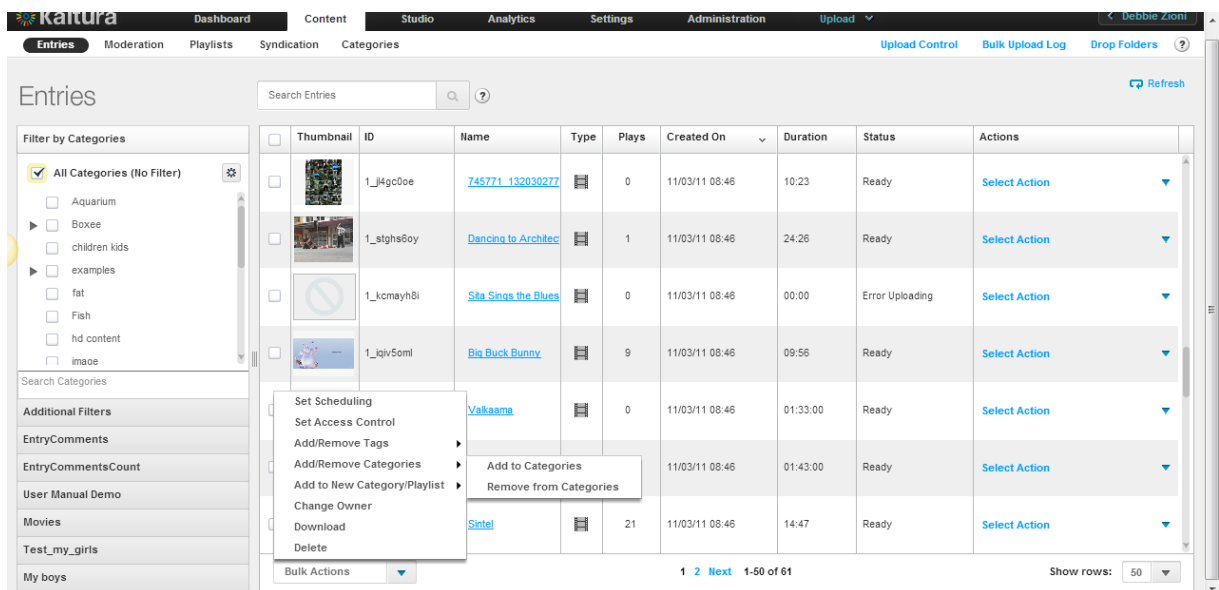 Kaltura Dashboard Content Studio Analytics Settings Administration Upload Debbie Zioni
Entries Moderation Playlists Syndication Categories Upload Control Bulk Upload Log Drop Folders ?
Entries
Search Entries ?
Refresh
Filter by Categories
All Categories (No Filter)
Aquarium
Boxee
children kids
examples
fat
Fish
hd content
image
Search Categories
Additional Filters
EntryComments
EntryCommentsCount
User Manual Demo
Movies
Test_my_girls
My boys
Thumbnail ID Name Type Plays Created On Duration Status Actions
1_jl4gc0oe 745771_132030277 0 11/03/11 08:46 10:23 Ready Select Action
1_stghs6oy Dancing to Architec 1 11/03/11 08:46 24:26 Ready Select Action
1_kcmayh8i Sita Sings the Blues 0 11/03/11 08:46 00:00 Error Uploading Select Action
1_iqiv5oml Big Buck Bunny 9 11/03/11 08:46 09:56 Ready Select Action
Valkaama 0 11/03/11 08:46 01:33:00 Ready Select Action
11/03/11 08:46 01:43:00 Ready Select Action
Sintel 21 11/03/11 08:46 14:47 Ready Select Action
Set Scheduling
Set Access Control
Add/Remove Tags
Add/Remove Categories
Add to New Category/Playlist
Change Owner
Download
Delete
Add to Categories
Remove from Categories
Bulk Actions 1 2 Next 1-50 of 61 Show rows: 50